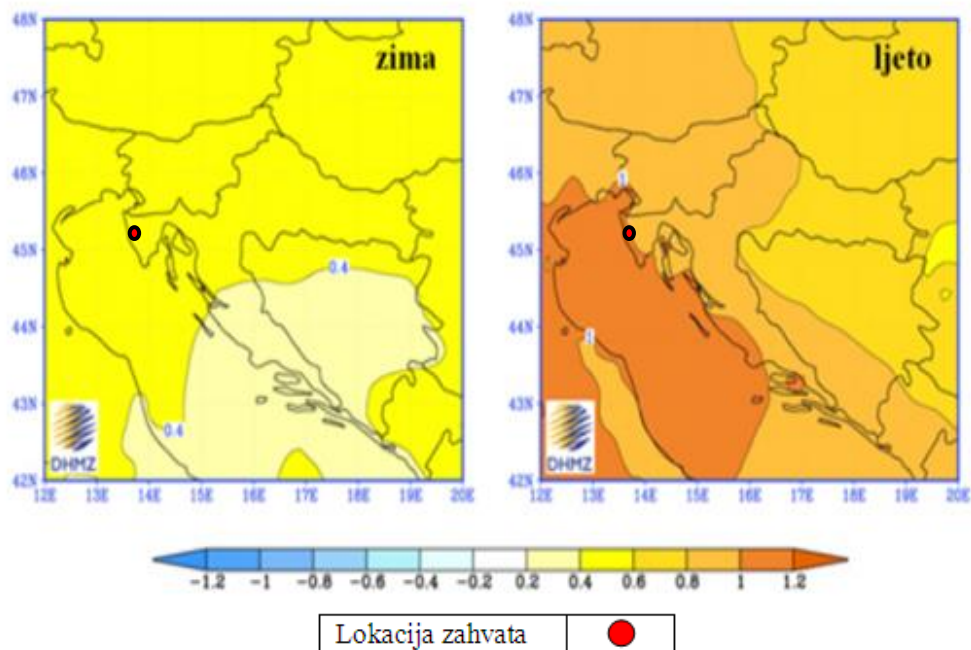 zima
ljeto
48N
47N
46N
45N
44N
43N
42N
0.4
0.4
DHMZ
12E 13E 14E 15E 16E 17E 18E 19E 20E
48N
47N
46N
45N
44N
43N
42N
1
1
DHMZ
12E 13E 14E 15E 16E 17E 18E 19E 20E
-1.2 -1 -0.8 -0.6 -0.4 -0.2 0.2 0.4 0.6 0.8 1 1.2
Lokacija zahvata